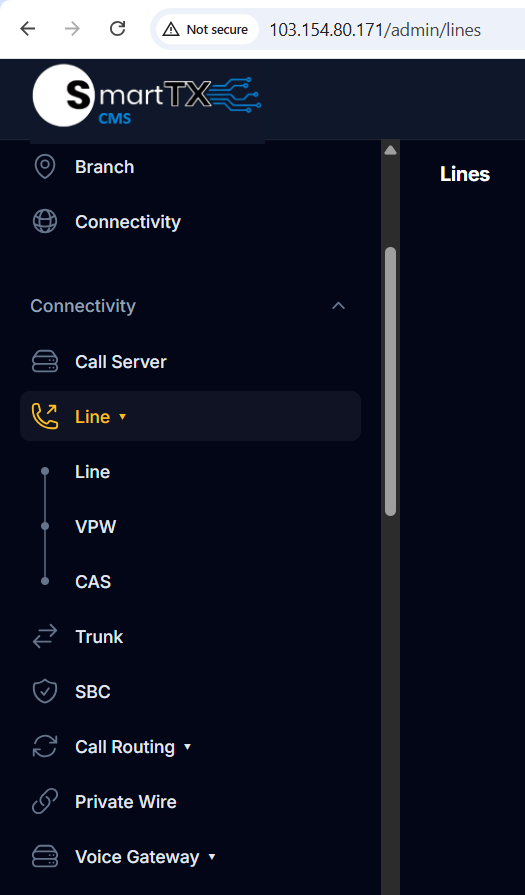 Not secure 103.154.80.171/admin/lines
SmartTX
CMS
Branch
Lines
Connectivity
Connectivity
Call Server
Line ▾
Line
VPW
CAS
Trunk
SBC
Call Routing ▾
Private Wire
Voice Gateway ▾